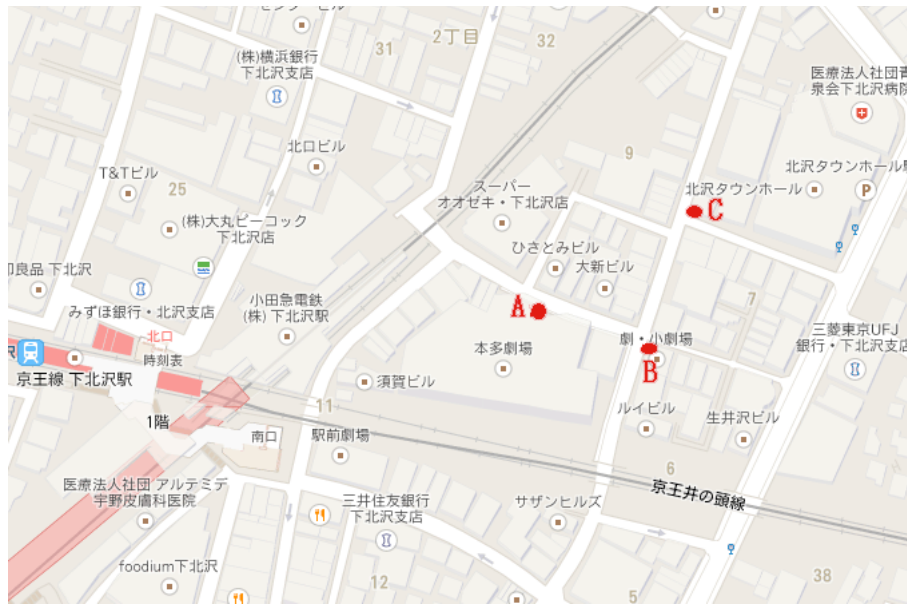 2丁目
31
32
(株)横浜銀行
下北沢支店
医療法人社団青
泉会下北沢病院
北口ビル
T&Tビル
25
9
スーパー
オオゼキ・下北沢店
北沢タウンホール
P
C
(株)大丸ピーコック
下北沢店
ひさとみビル
大新ビル
7
印良品 下北沢
みずほ銀行・北沢支店
小田急電鉄
(株) 下北沢駅
A
北口
時刻表
劇・小劇場
三菱東京UFJ
銀行・下北沢支店
本多劇場
B
京王線 下北沢駅
須賀ビル
11
ルイビル
生井沢ビル
1階
南口
駅前劇場
6
京王井の頭線
医療法人社団 アルテミデ
宇野皮膚科医院
三井住友銀行
下北沢支店
サザンヒルズ
foodium下北沢
12
5
38